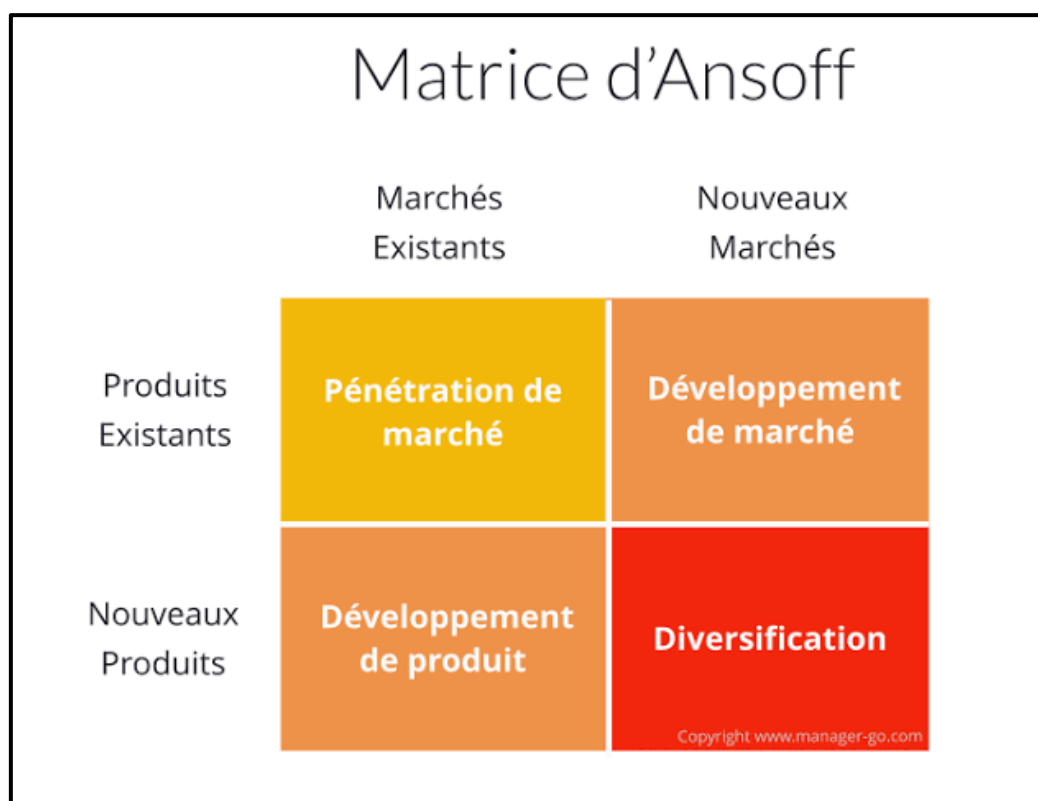 Matrice d’Ansoff
Marchés
Existants
Nouveaux
Marchés
Produits
Existants
Pénétration de
marché
Développement
de marché
Nouveaux
Produits
Développement
de produit
Diversification
Copyright www.manager-go.com